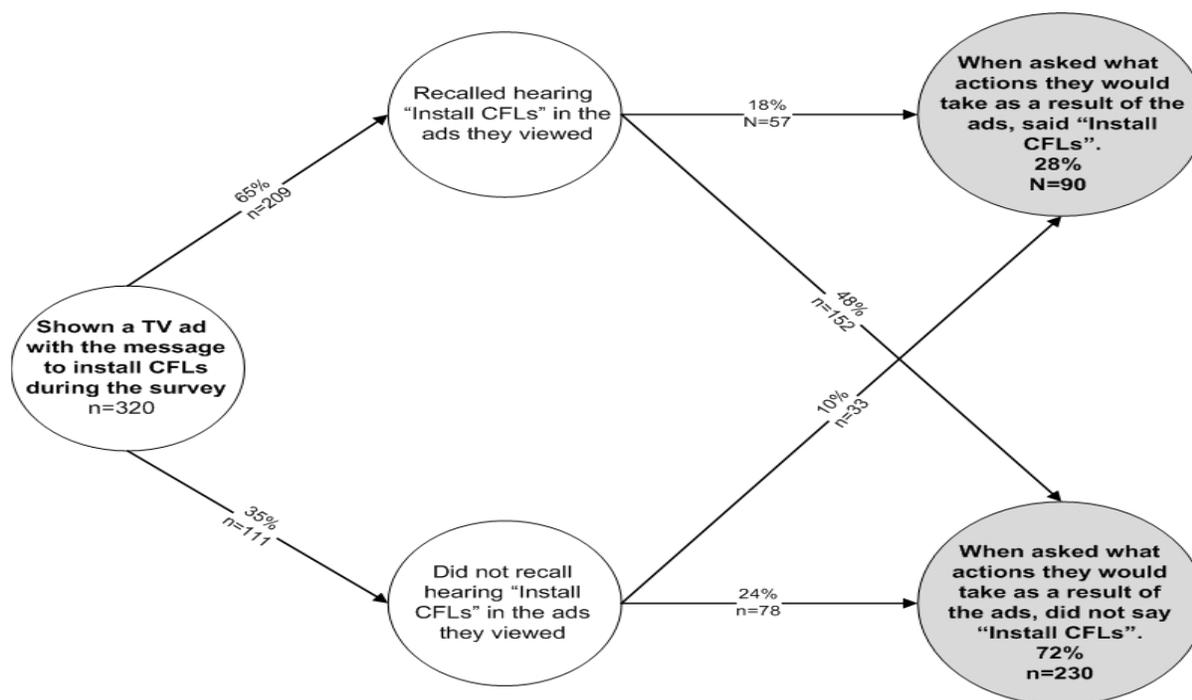 Shown a TV ad
with the message
to install CFLs
during the survey
n=320
65%
n=209
35%
n=111
Recalled hearing
“Install CFLs” in the
ads they viewed
Did not recall
hearing “Install
CFLs” in the ads
they viewed
18%
N=57
48%
n=152
10%
n=33
24%
n=78
When asked what
actions they would
take as a result of the
ads, said “Install
CFLs”.
28%
N=90
When asked what
actions they would
take as a result of
the ads, did not say
“Install CFLs”.
72%
n=230